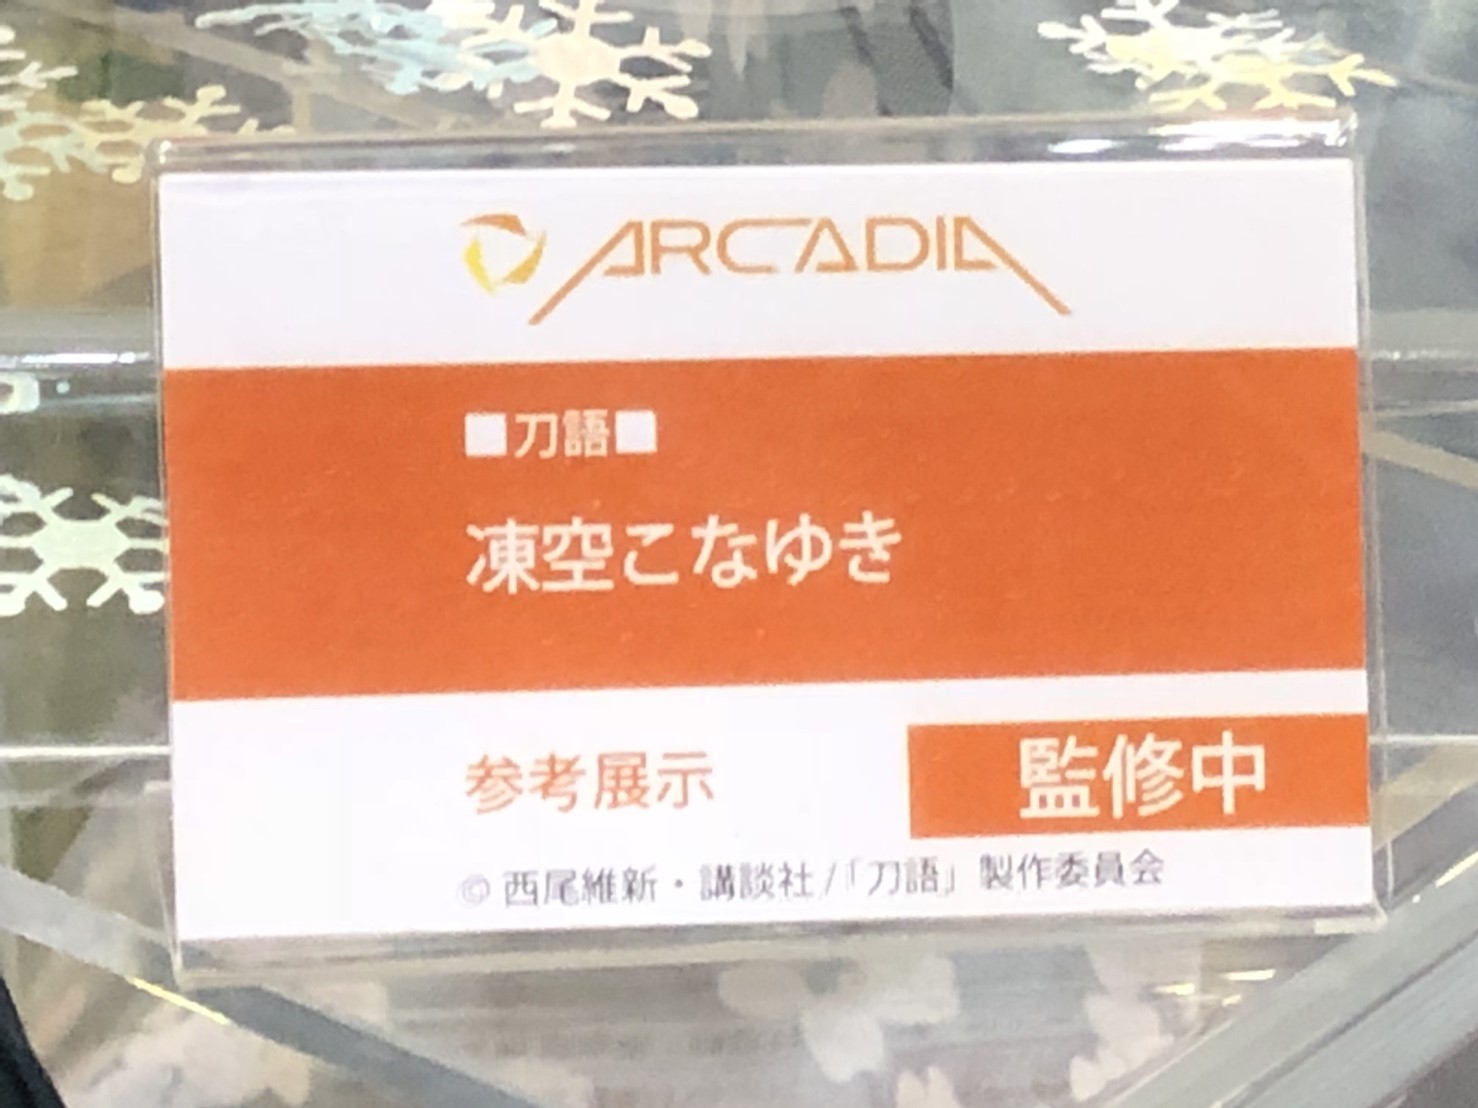 ARCADIA
■刀語■
凍空こなゆき
参考展示
監修中
© 西尾維新・講談社/「刀語」製作委員会